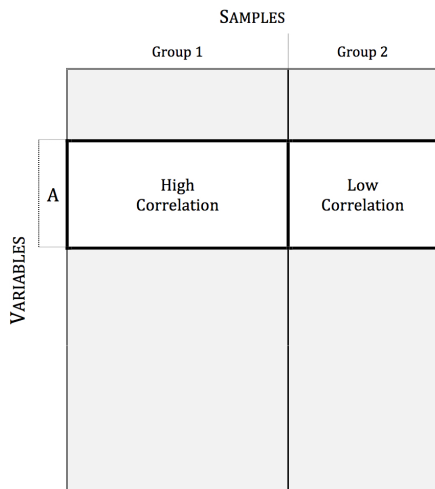 SAMPLES
Group 1
Group 2
A
High
Correlation
Low
Correlation
VARIABLES